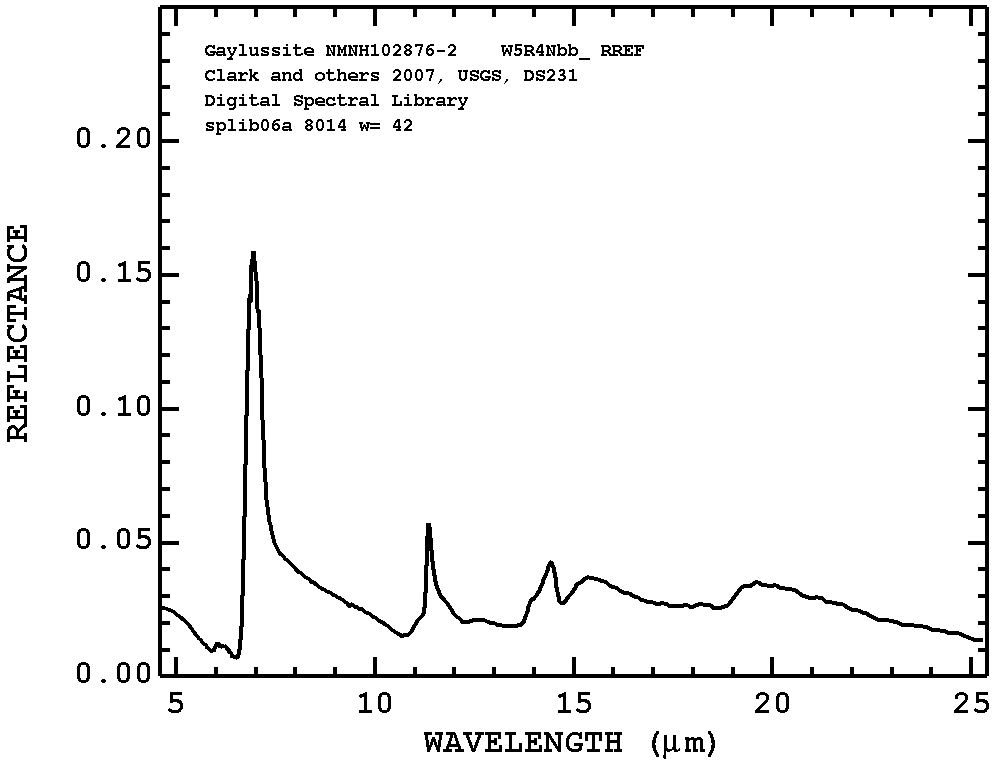 Gaylussite NMNH102876-2 W5R4Nbb_ RREF
Clark and others 2007, USGS, DS231
Digital Spectral Library
splib06a 8014 w= 42
REFLECTANCE
0.20
0.15
0.10
0.05
0.00
5 10 15 20 25
WAVELENGTH (μm)